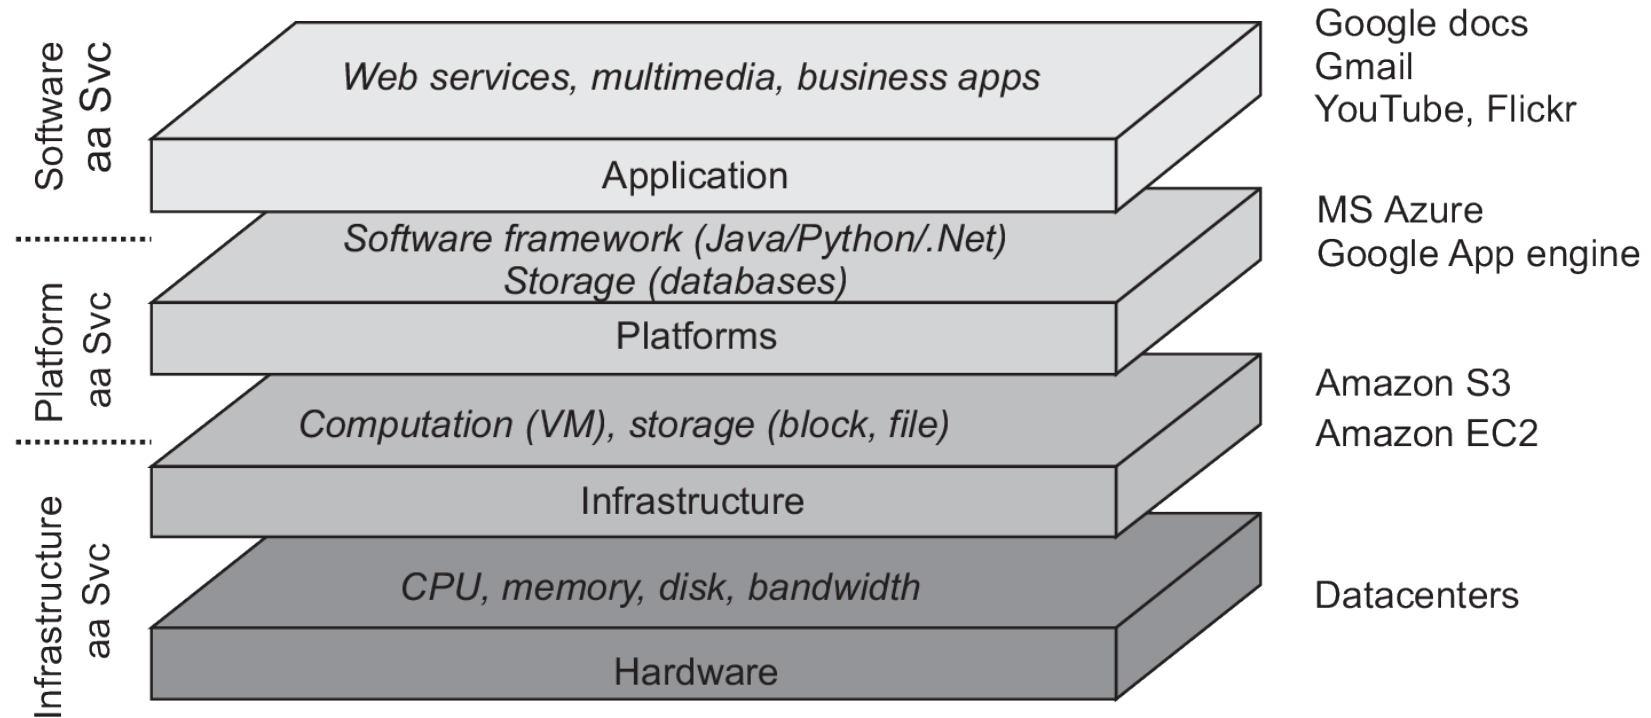 Software
aa Svc
Web services, multimedia, business apps
Application
Google docs
Gmail
YouTube, Flickr
Platform
aa Svc
Software framework (Java/Python/.Net)
Storage (databases)
Platforms
MS Azure
Google App engine
Infrastructure
aa Svc
Computation (VM), storage (block, file)
Infrastructure
Amazon S3
Amazon EC2
CPU, memory, disk, bandwidth
Hardware
Datacenters